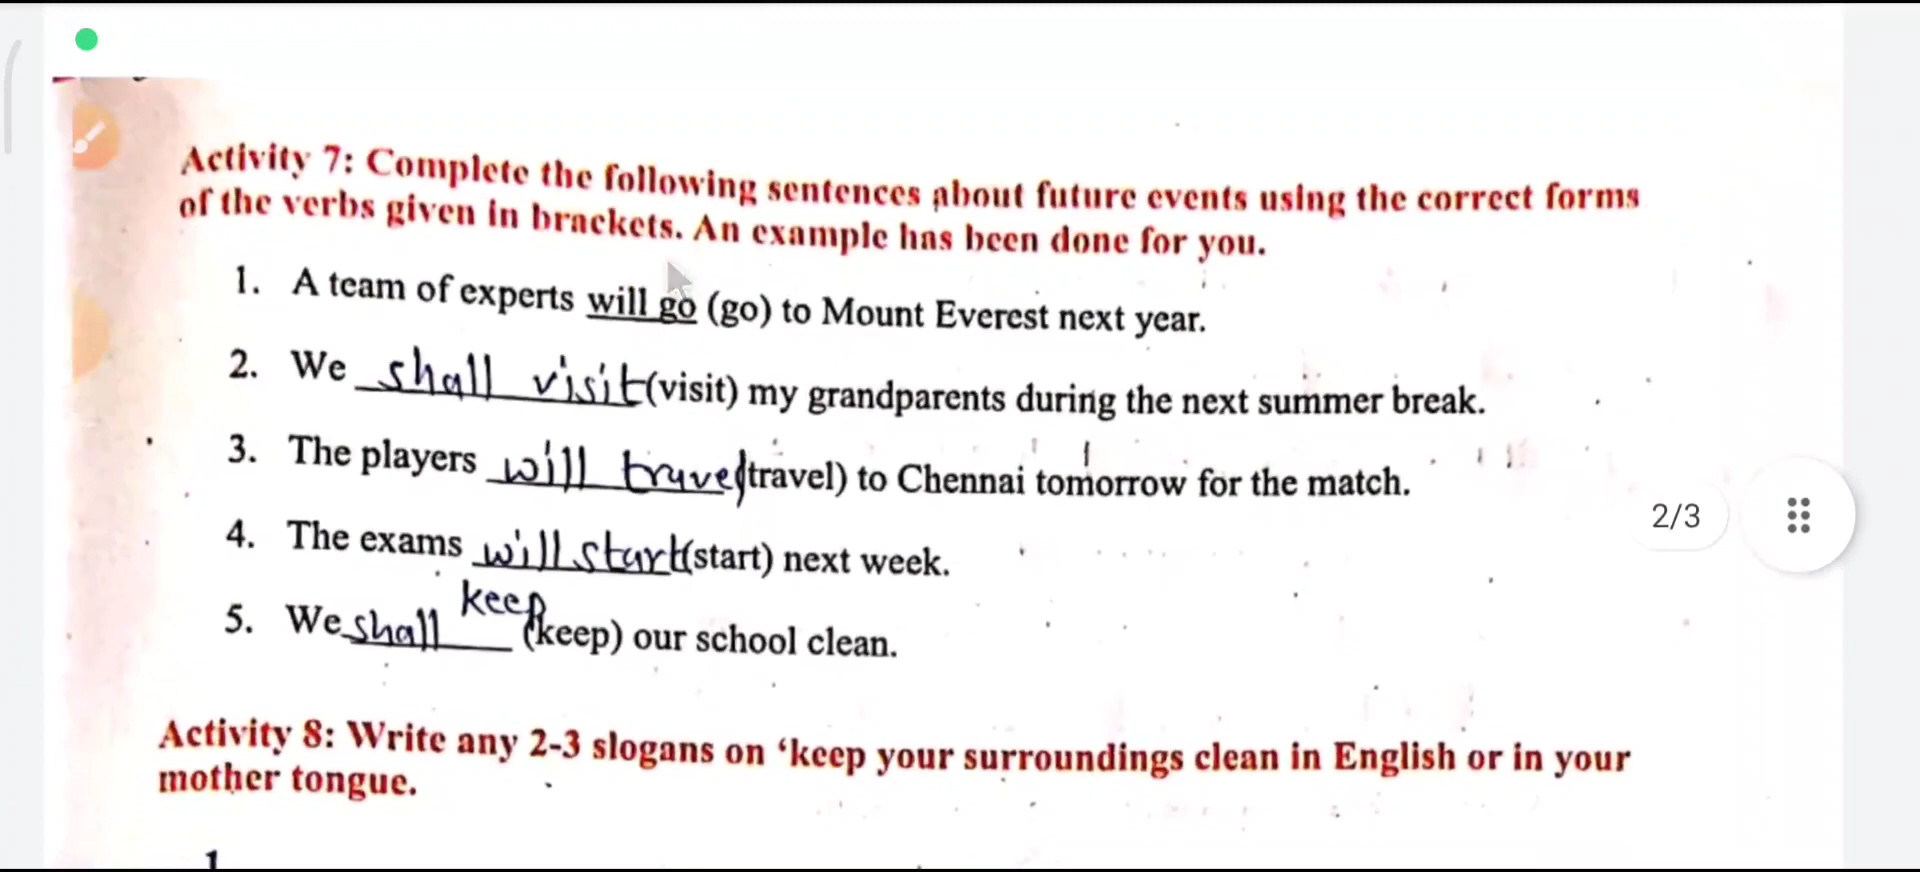 Activity 7: Complete the following sentences about future events using the correct forms
of the verbs given in brackets. An example has been done for you.
1. A team of experts will go (go) to Mount Everest next year.
2. We shall visit (visit) my grandparents during the next summer break.
3. The players will travel (travel) to Chennai tomorrow for the match.
4. The exams will start (start) next week.
5. We shall keep (keep) our school clean.
2/3
Activity 8: Write any 2-3 slogans on ‘keep your surroundings clean in English or in your
mother tongue.
1